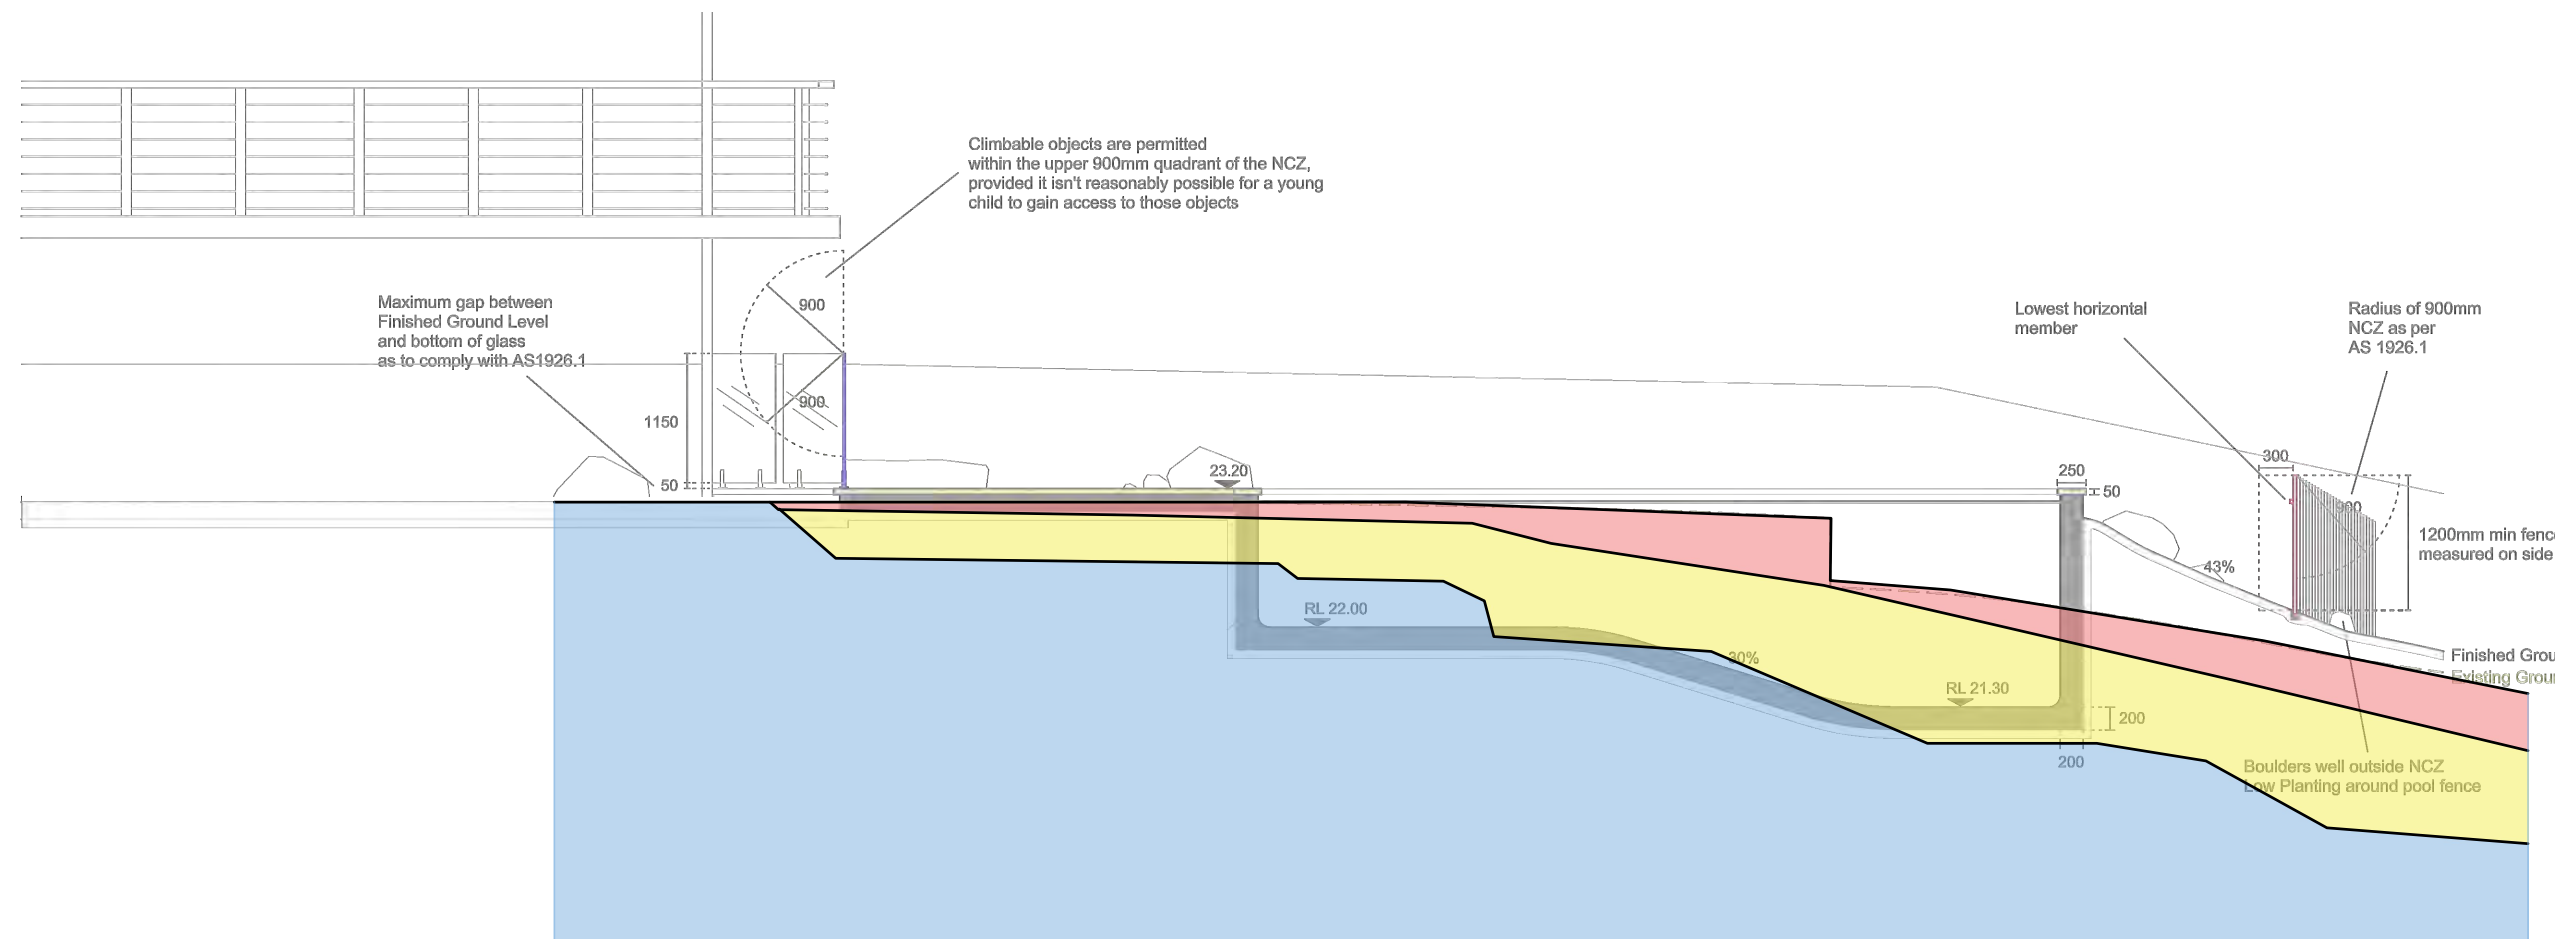 Climbable objects are permitted
within the upper 900mm quadrant of the NCZ,
provided it isn't reasonably possible for a young
child to gain access to those objects
Maximum gap between
Finished Ground Level
and bottom of glass
as to comply with AS1926.1
900
900
1150
50
23.20
Lowest horizontal
member
Radius of 900mm
NCZ as per
AS 1926.1
300
250
50
900
1200mm min fenc
measured on side
43%
RL 22.00
30%
RL 21.30
200
200
Finished Grou
Existing Grou
Boulders well outside NCZ
Low Planting around pool fence